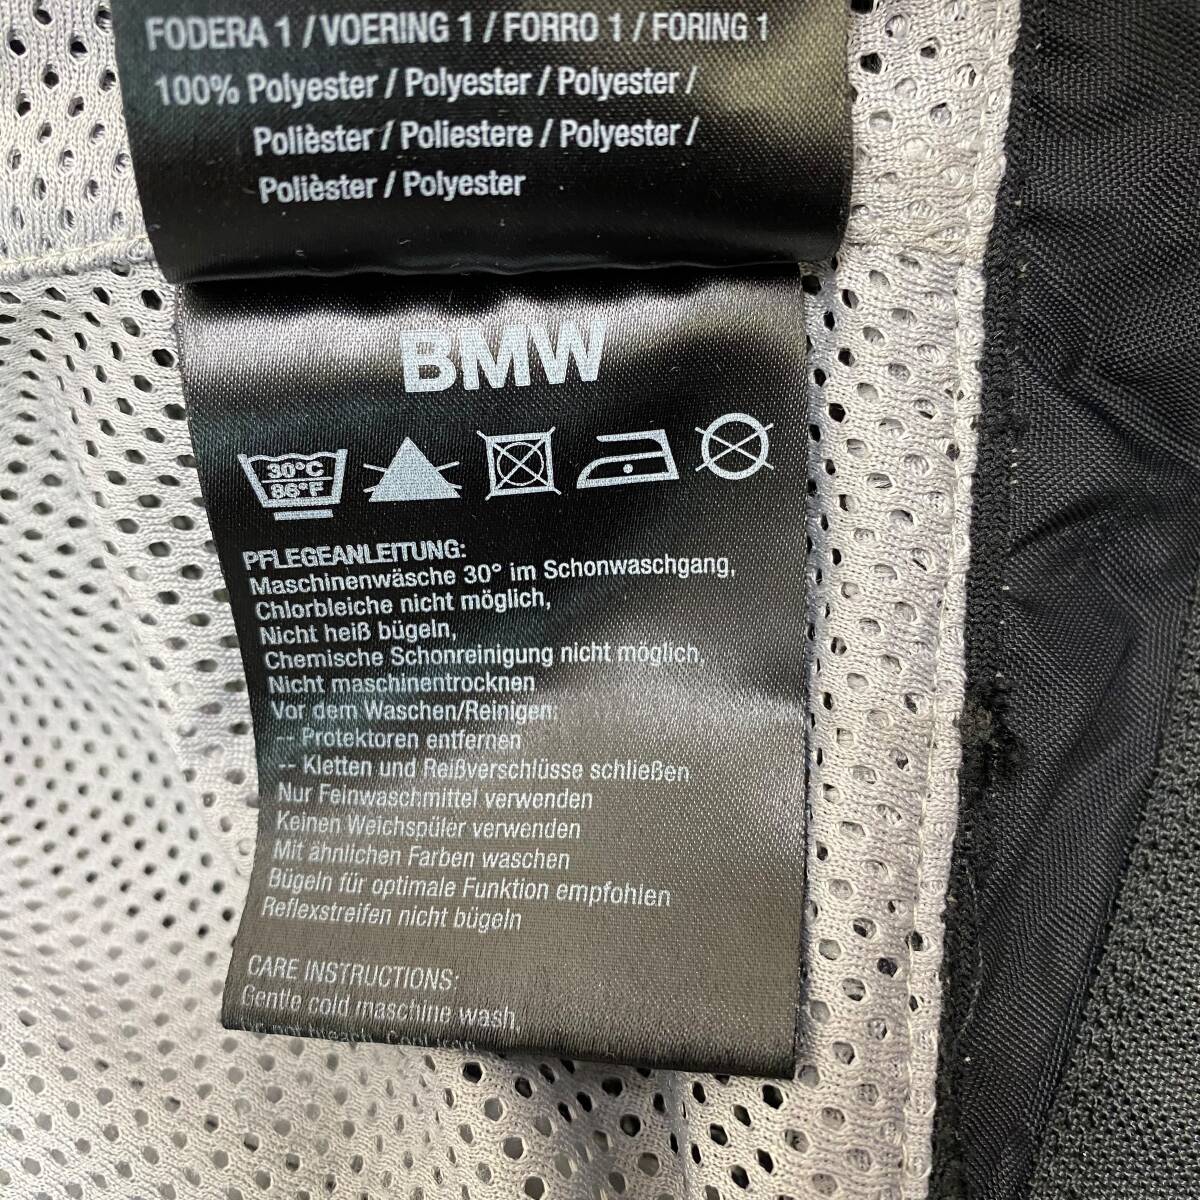 FODERA 1 / VOERING 1 / FORRO 1 / FORING 1
100% Polyester / Polyester / Polyester /
Polièster / Poliestere / Polyester /
Polièster / Polyester
BMW
30°C
86°F
PFLEGEANLEITUNG:
Maschinenwäsche 30° im Schonwaschgang,
Chlorbleiche nicht möglich,
Nicht heiß bügeln,
Chemische Schonreinigung nicht möglich,
Nicht maschinentrocknen
Vor dem Waschen/Reinigen:
-- Protektoren entfernen
-- Kletten und Reißverschlüsse schließen
Nur Feinwaschmittel verwenden
Keinen Weichspüler verwenden
Mit ähnlichen Farben waschen
Bügeln für optimale Funktion empfohlen
Reflexstreifen nicht bügeln
CARE INSTRUCTIONS:
Gentle cold maschine wash,